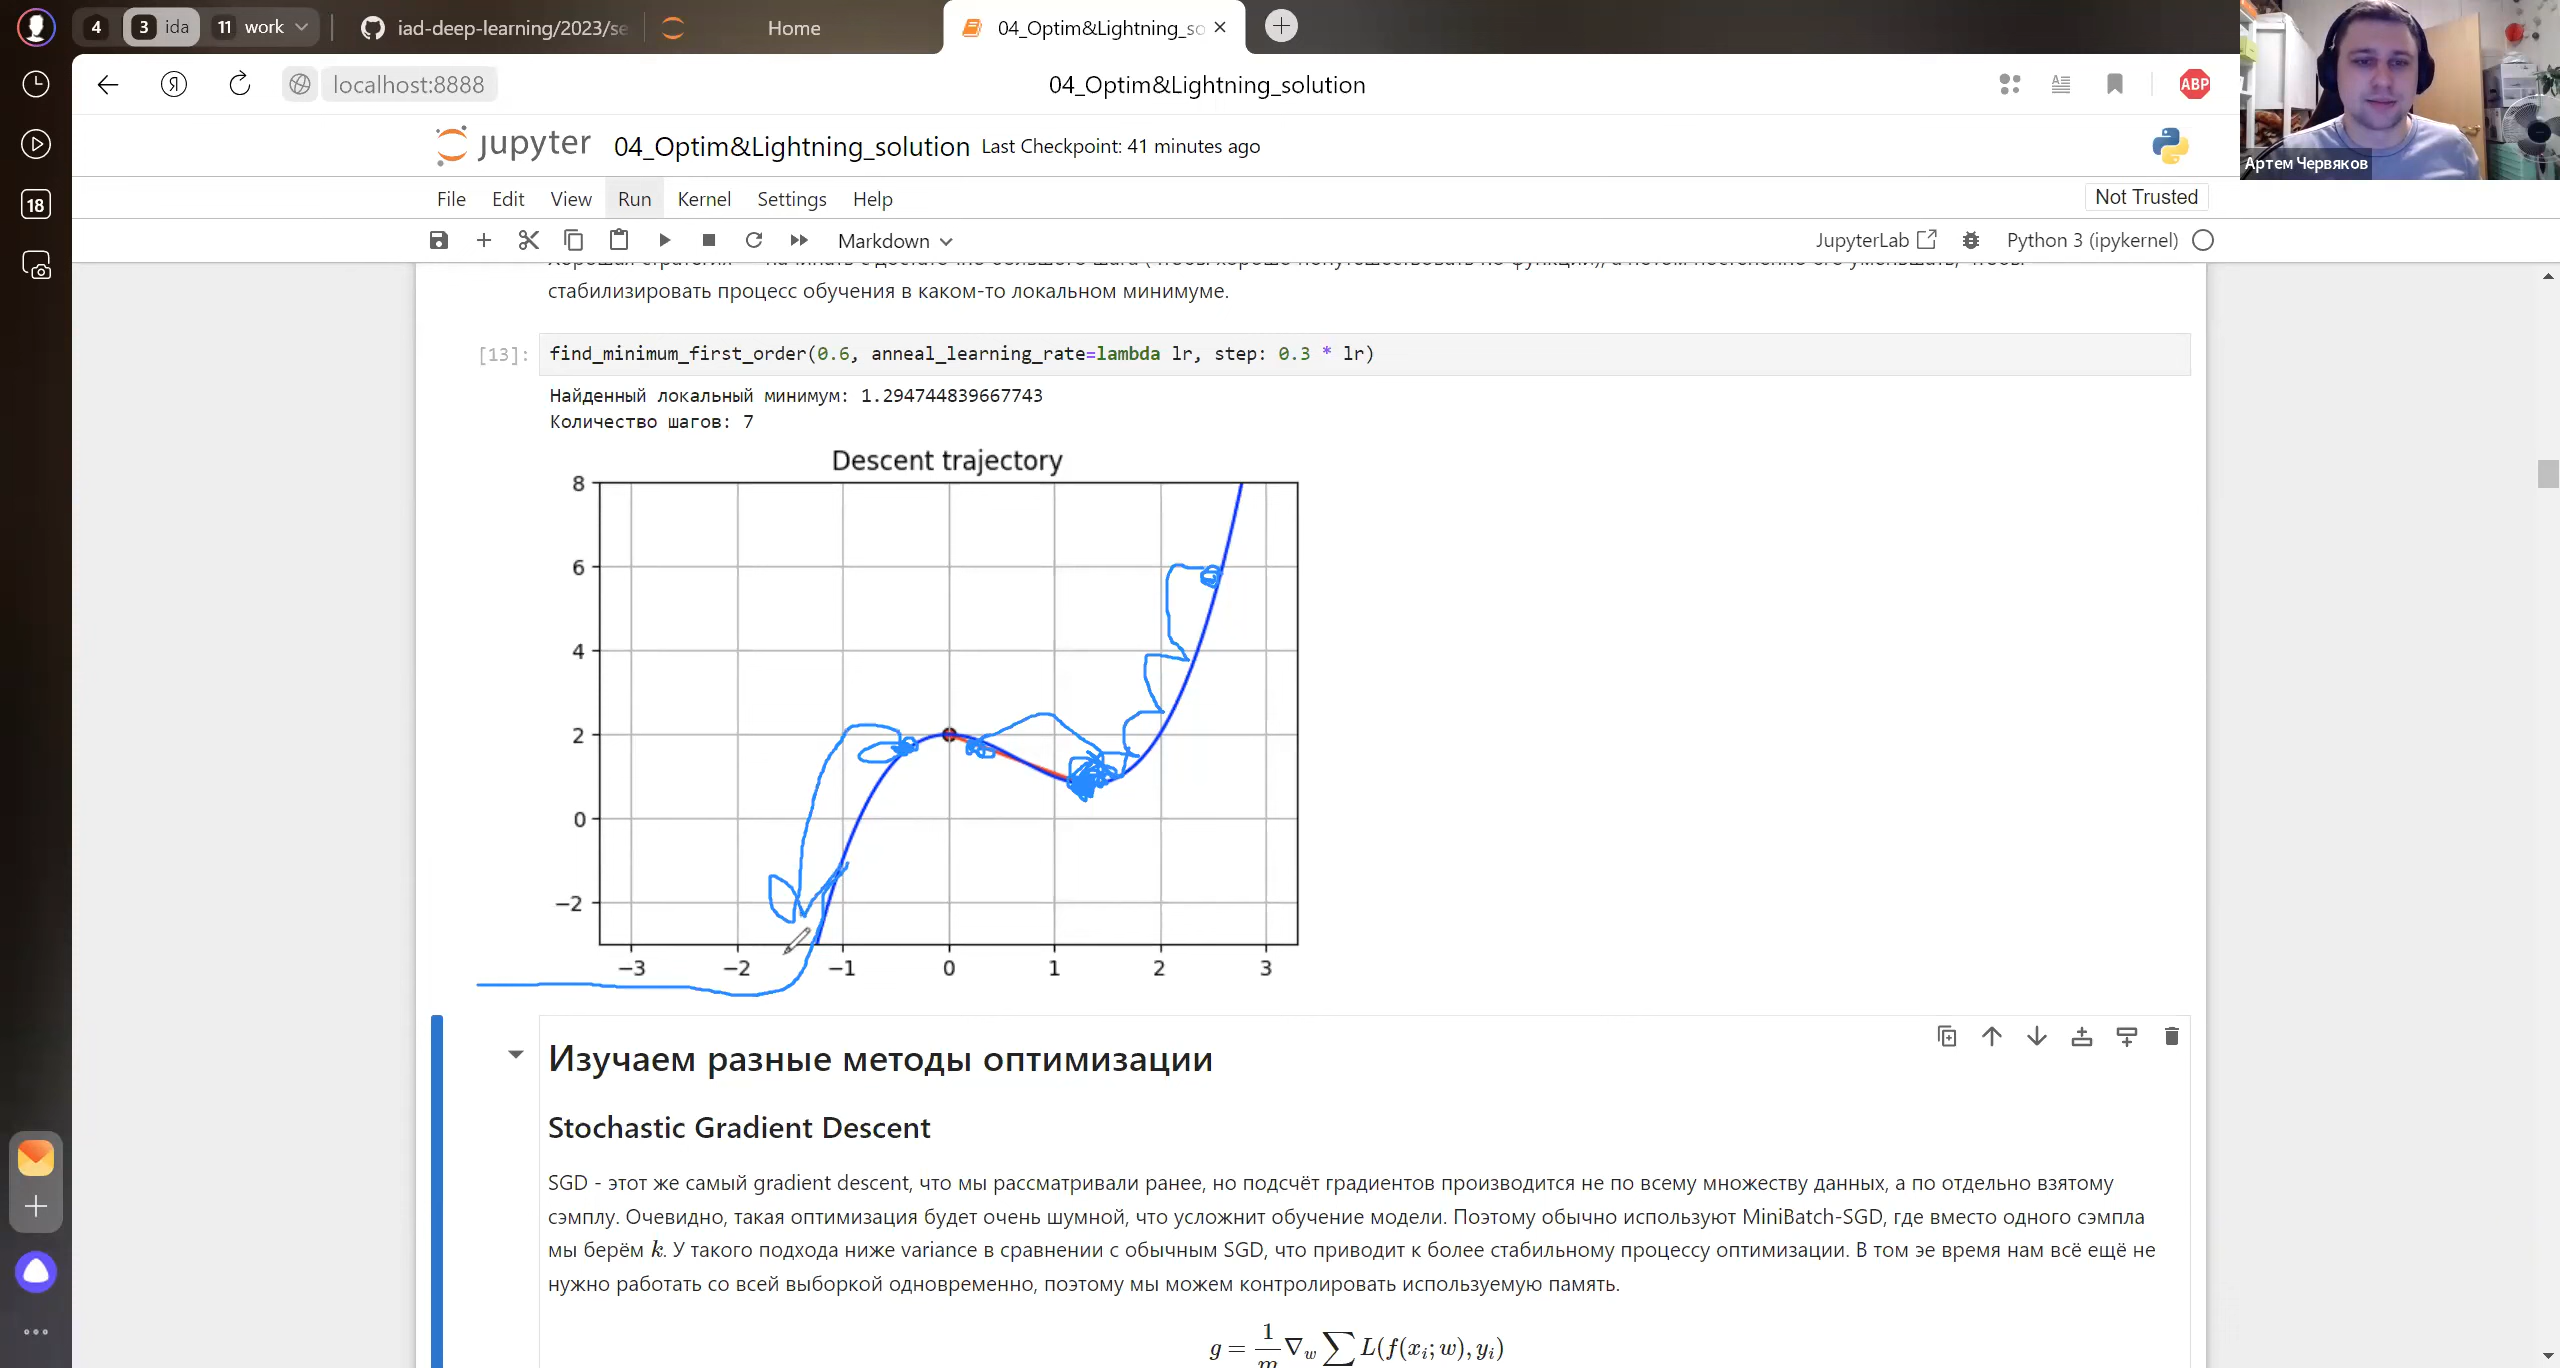 4 3 ida 11 work iad-deep-learning/2023/se Home 04_Optim&Lightning_so
localhost:8888 04_Optim&Lightning_solution ABP
18
jupyter 04_Optim&Lightning_solution Last Checkpoint: 41 minutes ago
Артем Червяков
File Edit View Run Kernel Settings Help Not Trusted
Markdown JupyterLab Python 3 (ipykernel)
стабилизировать процесс обучения в каком-то локальном минимуме.
[13]: find_minimum_first_order(0.6, anneal_learning_rate=lambda lr, step: 0.3 * lr)
Найденный локальный минимум: 1.294744839667743
Количество шагов: 7
Descent trajectory
8
6
4
2
0
−2
−3 −2 −1 0 1 2 3
Изучаем разные методы оптимизации
Stochastic Gradient Descent
SGD - этот же самый gradient descent, что мы рассматривали ранее, но подсчёт градиентов производится не по всему множеству данных, а по отдельно взятому
сэмплу. Очевидно, такая оптимизация будет очень шумной, что усложнит обучение модели. Поэтому обычно используют MiniBatch-SGD, где вместо одного сэмпла
мы берём k. У такого подхода ниже variance в сравнении с обычным SGD, что приводит к более стабильному процессу оптимизации. В том эе время нам всё ещё не
нужно работать со всей выборкой одновременно, поэтому мы можем контролировать используемую память.
g = 1/m ∇w ∑ L(f(xi; w), yi)